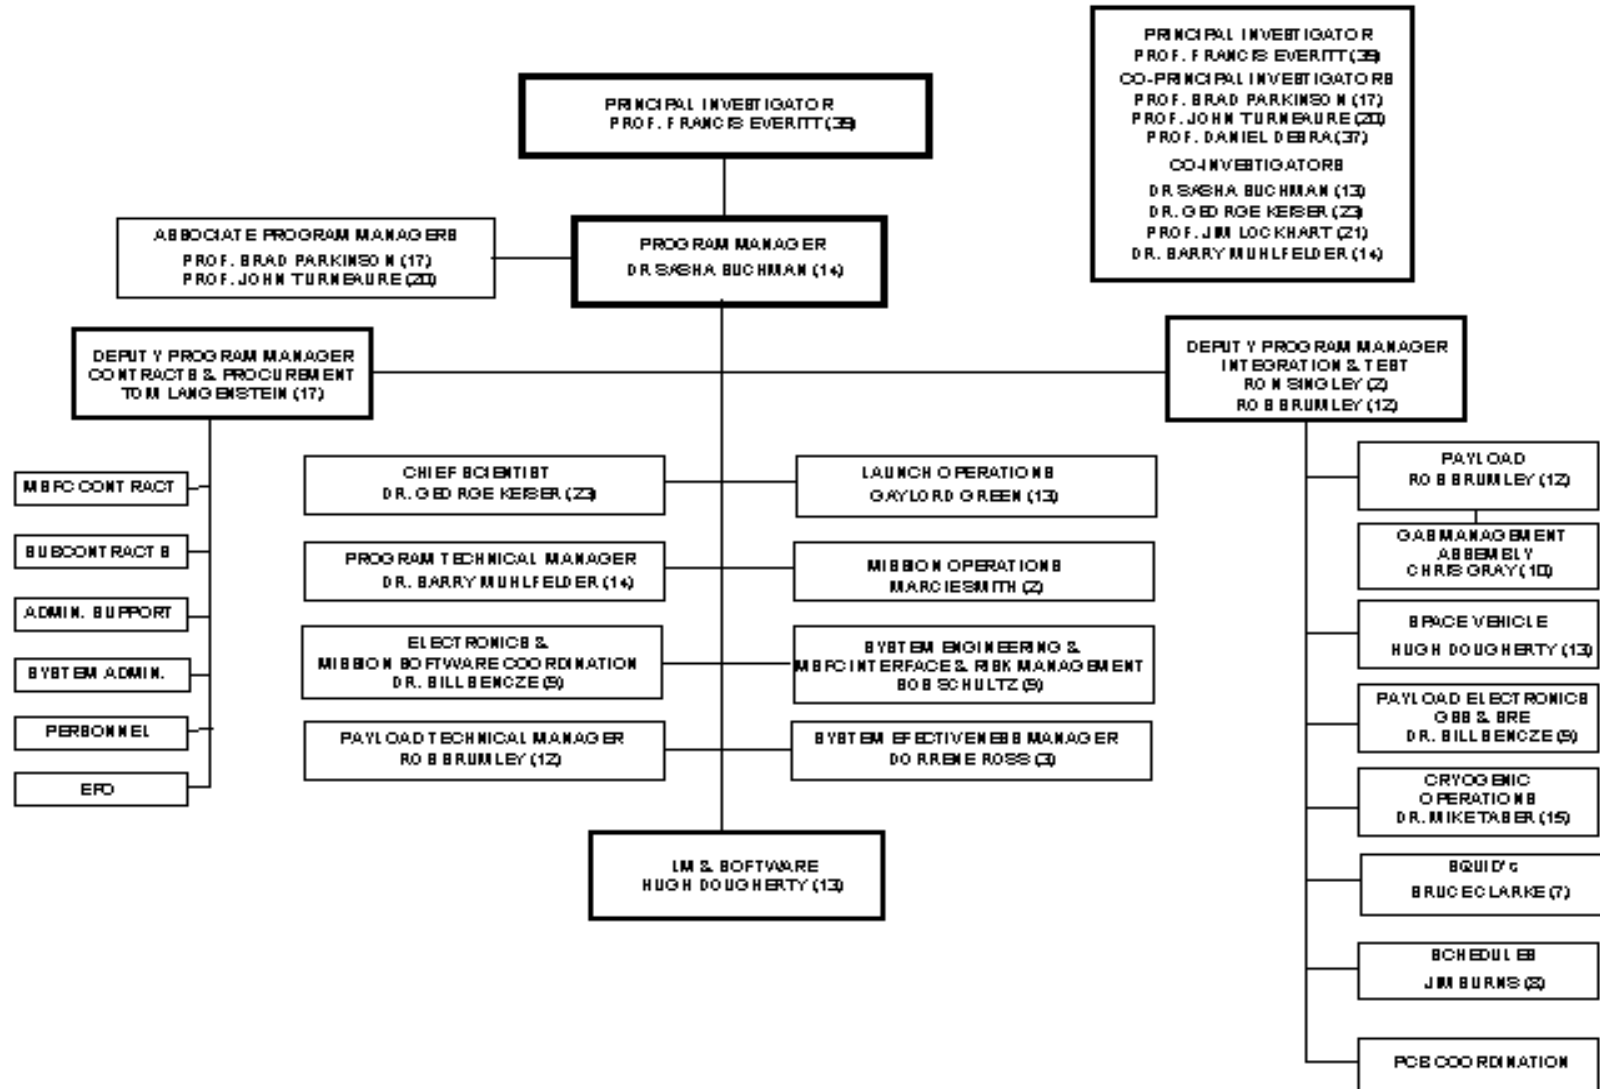 PRINCIPAL INVESTIGATOR
PROF. FRANCIS EVERITT (39)
PRINCIPAL INVESTIGATOR
PROF. FRANCIS EVERITT (39)
CO-PRINCIPAL INVESTIGATORS
PROF. BRAD PARKINSON (17)
PROF. JOHN TURNEAURE (20)
PROF. DANIEL DEBRA (37)
CO-INVESTIGATORS
DR SASHA BUCHMAN (13)
DR. GEORGE KEISER (23)
PROF. JIM LOCKHART (21)
DR. BARRY MUHLFELDER (14)
ASSOCIATE PROGRAM MANAGERS
PROF. BRAD PARKINSON (17)
PROF. JOHN TURNEAURE (20)
PROGRAM MANAGER
DR SASHA BUCHMAN (14)
DEPUTY PROGRAM MANAGER
CONTRACTS & PROCUREMENT
TOM LANGENSTEIN (17)
DEPUTY PROGRAM MANAGER
INTEGRATION & TEST
RON SINGLEY (2)
ROB BRUMLEY (12)
MSFC CONTRACT
SUBCONTRACTS
ADMIN. SUPPORT
SYSTEM ADMIN.
PERSONNEL
EPO
CHIEF SCIENTIST
DR. GEORGE KEISER (23)
LAUNCH OPERATIONS
GAYLORD GREEN (13)
PROGRAM TECHNICAL MANAGER
DR. BARRY MUHLFELDER (14)
MISSION OPERATIONS
MARCIE SMITH (2)
ELECTRONICS &
MISSION SOFTWARE COORDINATION
DR. BILL BENCZE (9)
SYSTEM ENGINEERING &
MSFC INTERFACE & RISK MANAGEMENT
BOB SCHULTZ (9)
PAYLOAD TECHNICAL MANAGER
ROB BRUMLEY (12)
SYSTEM EFECTIVENESS MANAGER
DORRENE ROSS (3)
LM & SOFTWARE
HUGH DOUGHERTY (13)
PAYLOAD
ROB BRUMLEY (12)
GAS MANAGEMENT
ASSEMBLY
CHRIS GRAY (10)
SPACE VEHICLE
HUGH DOUGHERTY (13)
PAYLOAD ELECTRONICS
GSS & SRE
DR. BILL BENCZE (9)
CRYOGENIC
OPERATIONS
DR. MIKE TABER (15)
SQUID's
BRUCE CLARKE (7)
SCHEDULES
JIM BURNS (8)
PCB COORDINATION